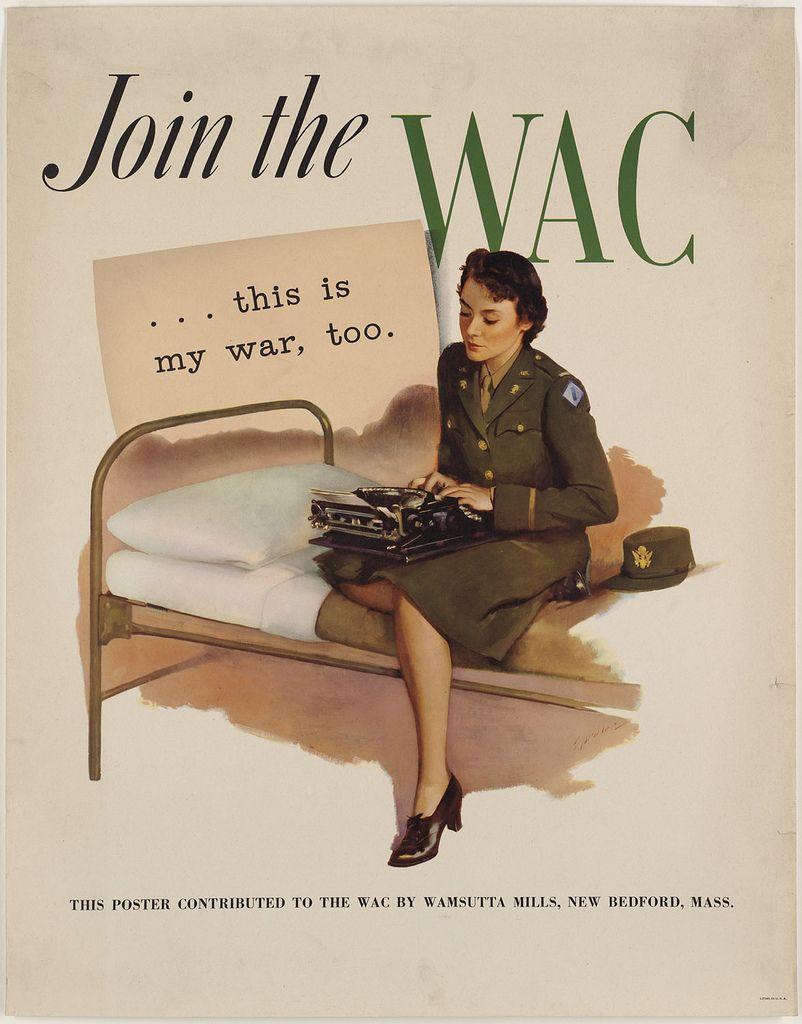 Join the WAC
. . . this is
my war, too.
THIS POSTER CONTRIBUTED TO THE WAC BY WAMSUTTA MILLS, NEW BEDFORD, MASS.